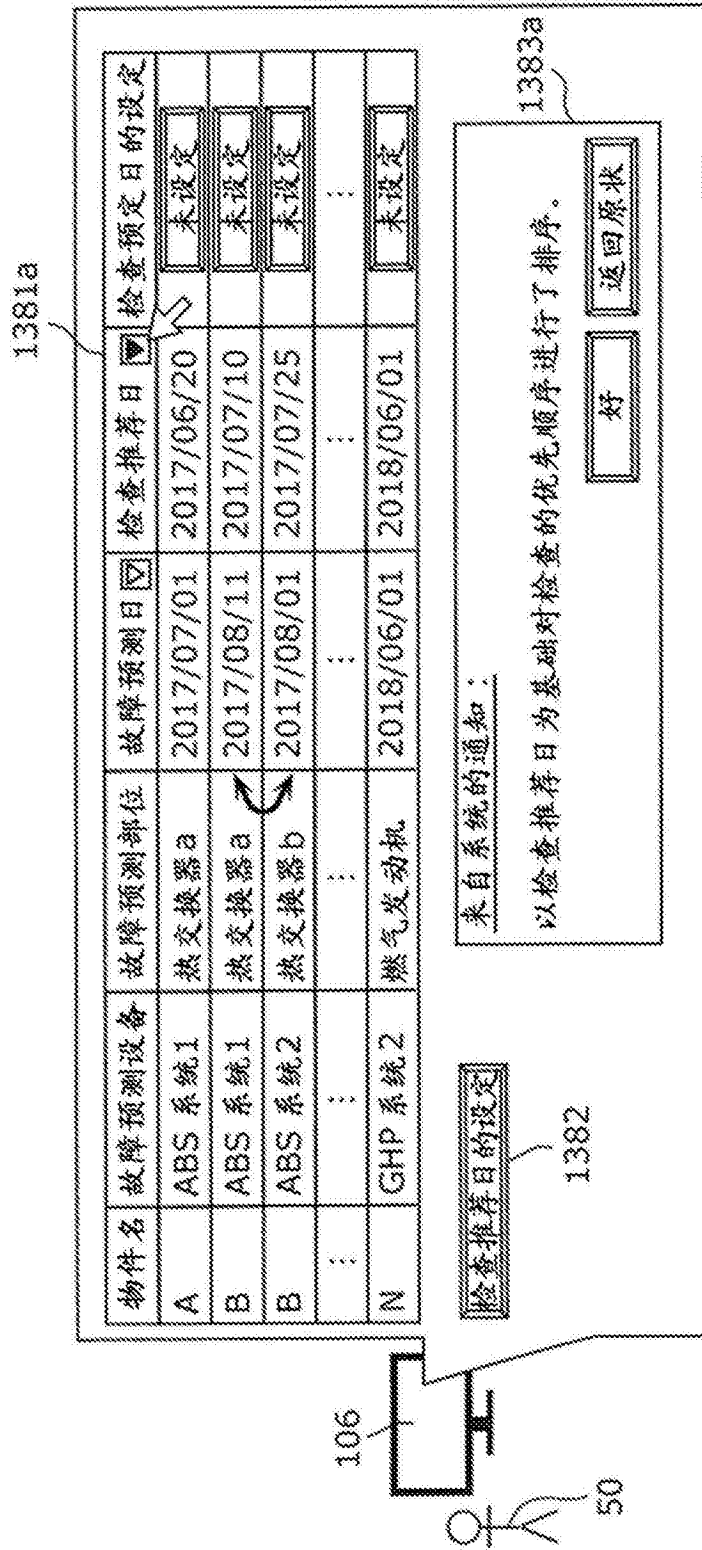 1381a
物件名 故障预测设备 故障预测部位 故障预测日 检查推荐日 检查预定日的设定
A ABS 系统1 热交换器a 2017/07/01 2017/06/20 未设定
B ABS 系统1 热交换器a 2017/08/11 2017/07/10 未设定
B ABS 系统2 热交换器b 2017/08/01 2017/07/25 未设定
⋮ ⋮ ⋮ ⋮ ⋮ ⋮
N GHP 系统2 燃气发动机 2018/06/01 2018/06/01 未设定
106
50
检查推荐日的设定
1382
1383a
来自系统的通知：
以检查推荐日为基础对检查的优先顺序进行了排序。
好 返回原状